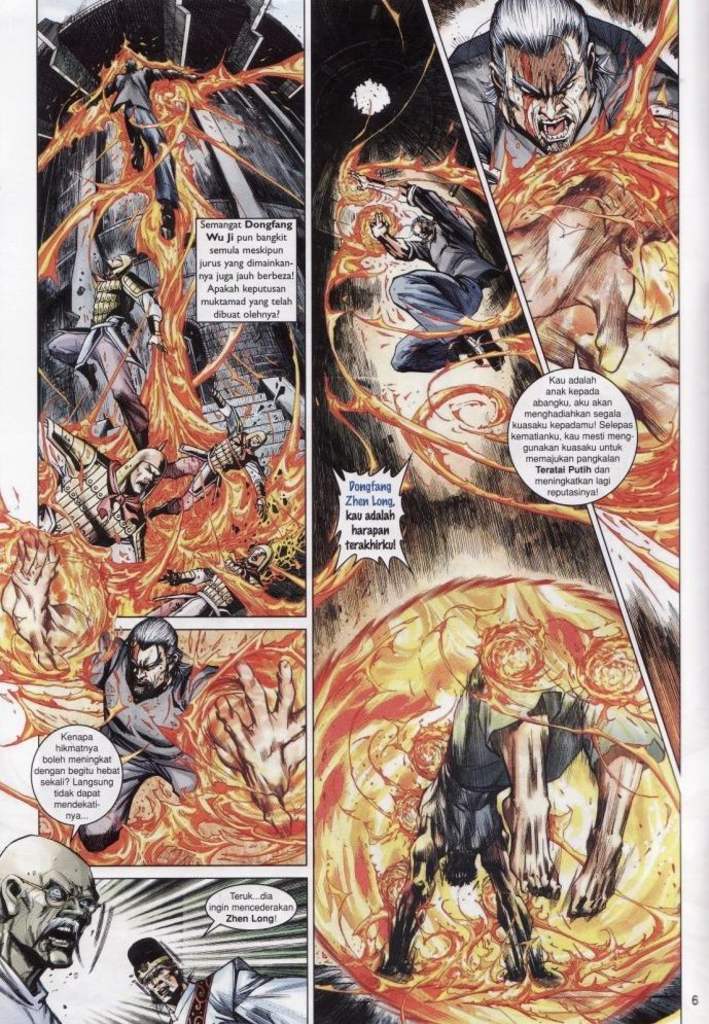 Semangat Dongfang
Wu Ji pun bangkit
semula meskipun
jurus yang dimainkan-
nya juga jauh berbeza!
Apakah keputusan
muktamad yang telah
dibuat olehnya?
Kenapa
hikmatnya
boleh meningkat
dengan begitu hebat
sekali? Langsung
tidak dapat
mendekati-
nya...
Teruk...dia
ingin mencederakan
Zhen Long!
Kau adalah
anak kepada
abangku, aku akan
menghadiahkan segala
kuasaku kepadamu! Selepas
kematianku, kau mesti meng-
gunakan kuasaku untuk
memajukan pangkalan
Teratai Putih dan
meningkatkan lagi
reputasinya!
Dongfang
Zhen Long,
kau adalah
harapan
terakhirku!
6